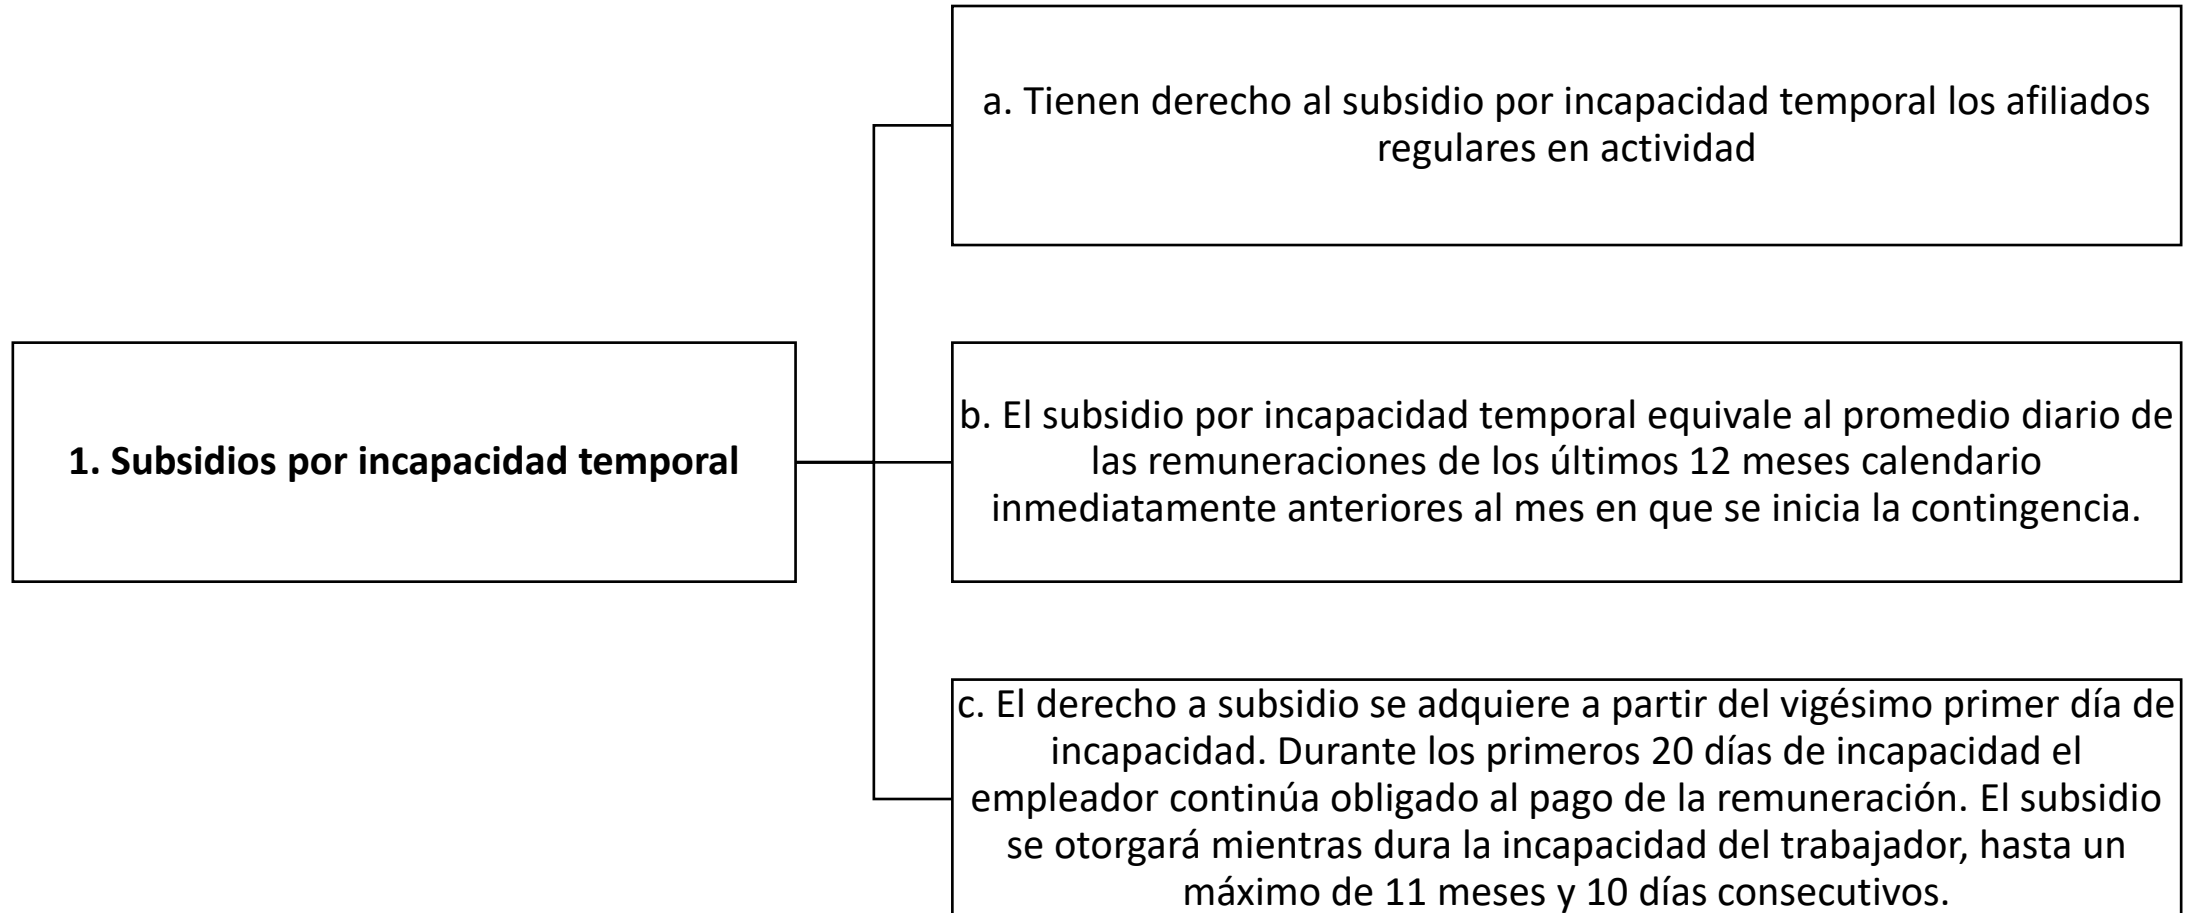 1. Subsidios por incapacidad temporal
a. Tienen derecho al subsidio por incapacidad temporal los afiliados
regulares en actividad
b. El subsidio por incapacidad temporal equivale al promedio diario de
las remuneraciones de los últimos 12 meses calendario
inmediatamente anteriores al mes en que se inicia la contingencia.
c. El derecho a subsidio se adquiere a partir del vigésimo primer día de
incapacidad. Durante los primeros 20 días de incapacidad el
empleador continúa obligado al pago de la remuneración. El subsidio
se otorgará mientras dura la incapacidad del trabajador, hasta un
máximo de 11 meses y 10 días consecutivos.